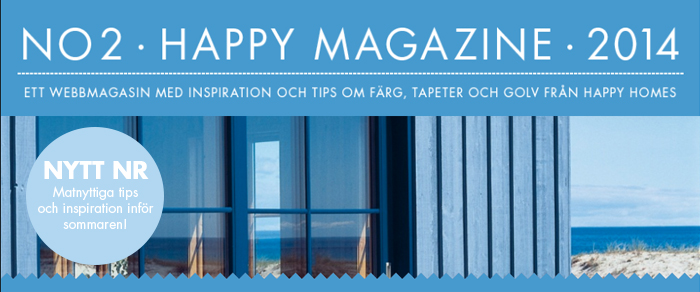 NO2 · HAPPY MAGAZINE · 2014
ETT WEBBMAGASIN MED INSPIRATION OCH TIPS OM FÄRG, TAPETER OCH GOLV FRÅN HAPPY HOMES
NYTT NR
Matnyttiga tips
och inspiration inför
sommaren!